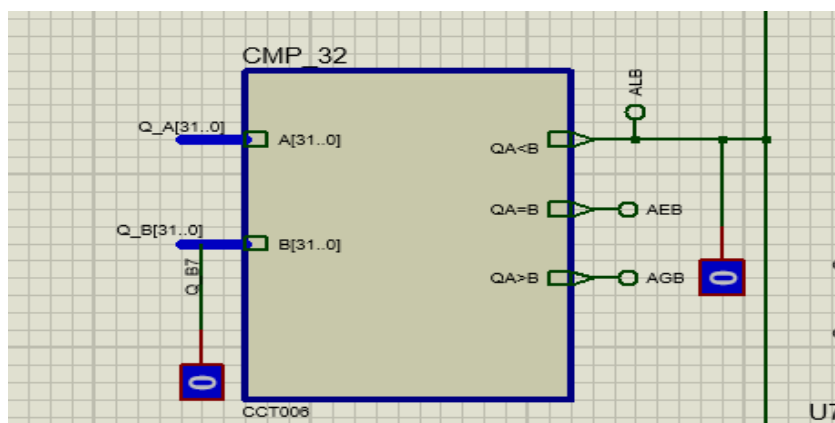 CMP_32
ALB
Q_A[31..0]
A[31..0]
QA<B
Q_B[31..0]
B[31..0]
QA=B
AEB
Q_B7
QA>B
AGB
0
0
CCT006
U7